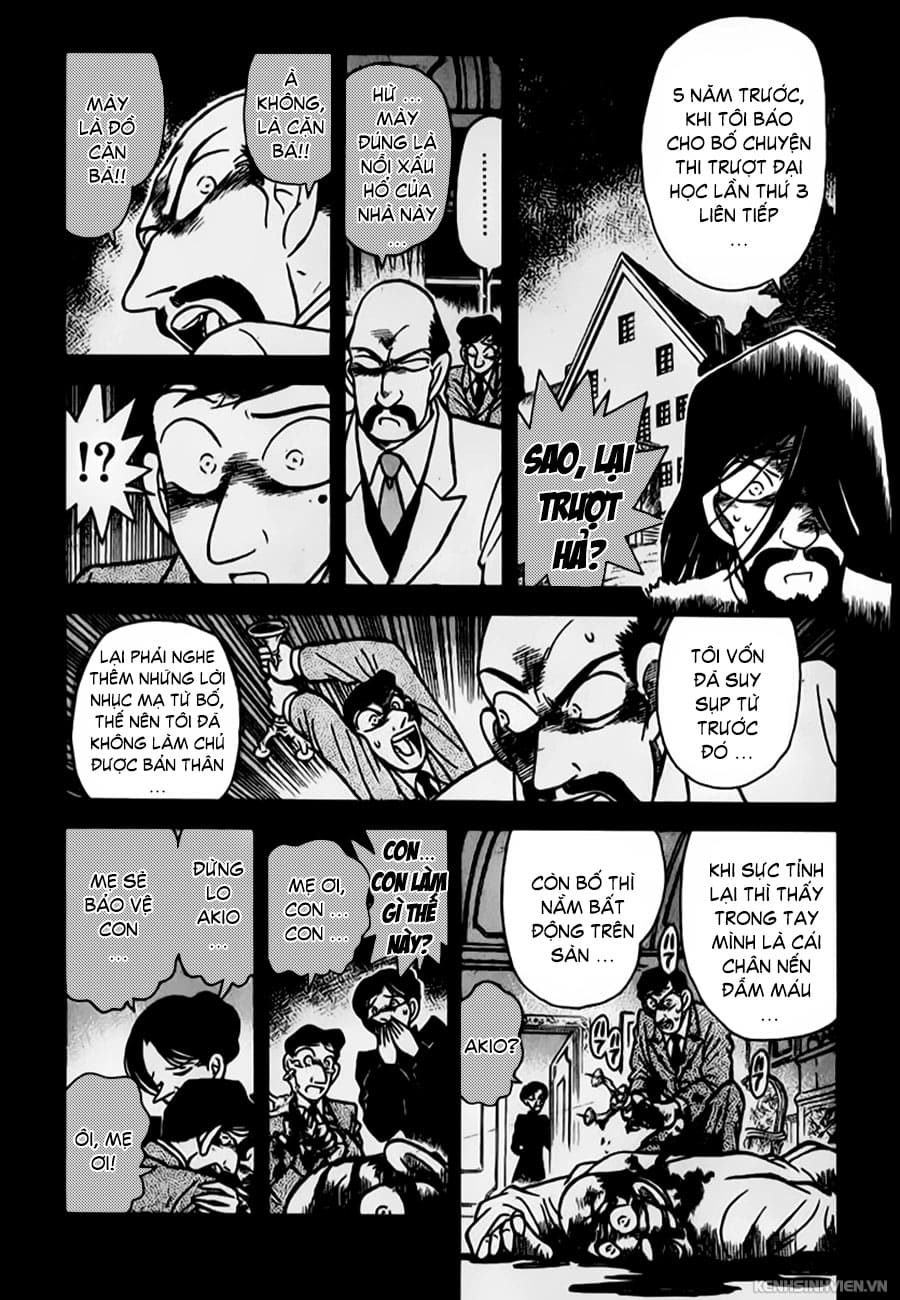 5 NĂM TRƯỚC,
KHI TÔI BÁO
CHO BỐ CHUYỆN
THI TRƯỢT ĐẠI
HỌC LẦN THỨ 3
LIÊN TIẾP
...
SAO, LẠI
TRƯỢT
HẢ?
.........
HỪ ...
MÀY
ĐÚNG LÀ
NỖI XẤU
HỔ CỦA
NHÀ NÀY
...
À
KHÔNG,
LÀ CẶN
BÃ!!
MÀY
LÀ ĐỒ
CẶN
BÃ!!
!?
TÔI VỐN
ĐÃ SUY
SỤP TỪ
TRƯỚC
ĐÓ ...
LẠI PHẢI NGHE
THÊM NHỮNG LỜI
NHỤC MẠ TỪ BỐ,
THẾ NÊN TÔI ĐÃ
KHÔNG LÀM CHỦ
ĐƯỢC BẢN THÂN
...
KHI SỰC TỈNH
LẠI THÌ THẤY
TRONG TAY
MÌNH LÀ CÁI
CHÂN NẾN
ĐẪM MÁU
...
CÒN BỐ THÌ
NẰM BẤT
ĐỘNG TRÊN
SÀN ...
AKIO?
CON...
CON LÀM
GÌ THẾ
NÀY?
MẸ ƠI,
CON ...
CON ...
ĐỪNG
LO
AKIO
...
MẸ SẼ
BẢO VỆ
CON
...
ÔI, MẸ
ƠI!
KENHSINHVIEN.VN